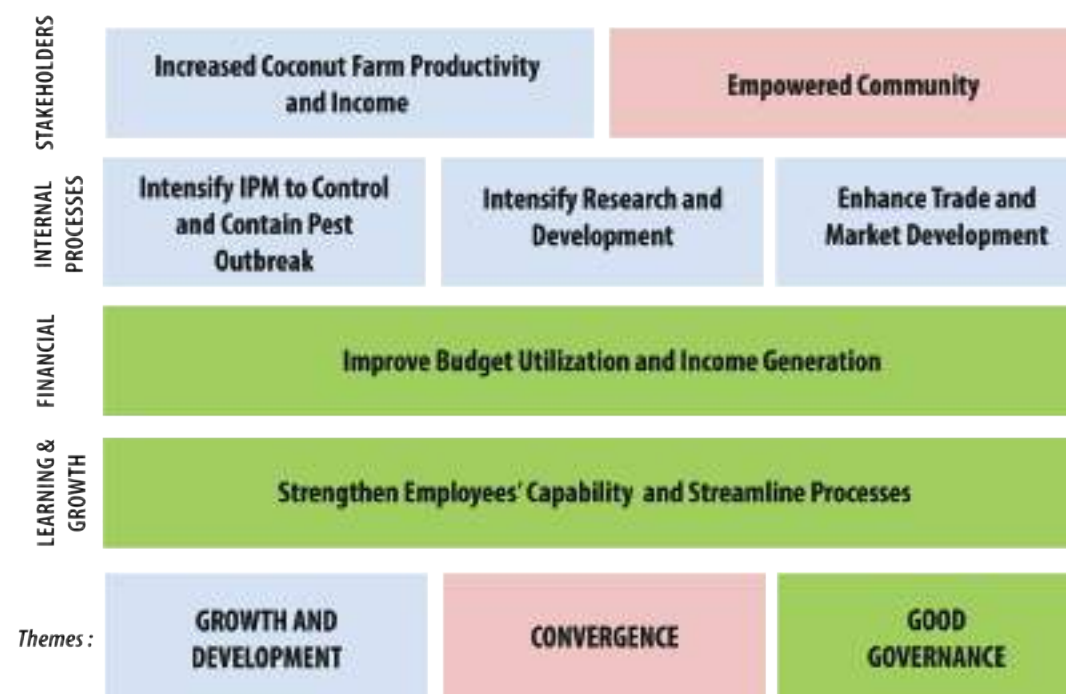 STAKEHOLDERS
Increased Coconut Farm Productivity
and Income
Empowered Community
INTERNAL
PROCESSES
Intensify IPM to Control
and Contain Pest
Outbreak
Intensify Research and
Development
Enhance Trade and
Market Development
FINANCIAL
Improve Budget Utilization and Income Generation
LEARNING &
GROWTH
Strengthen Employees' Capability and Streamline Processes
Themes :
GROWTH AND
DEVELOPMENT
CONVERGENCE
GOOD
GOVERNANCE